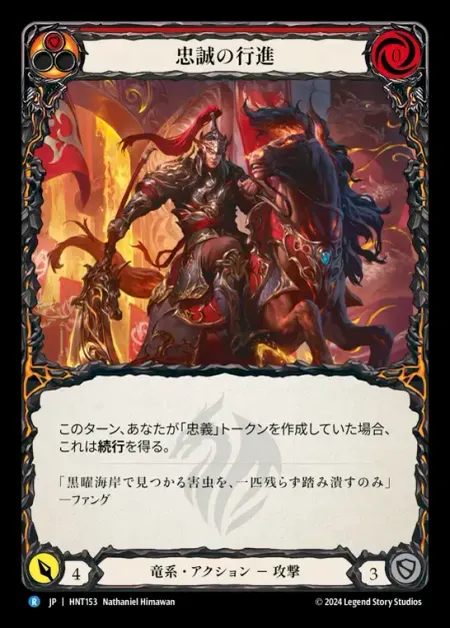 忠誠の行進
0
このターン、あなたが「忠義」トークンを作成していた場合、
これは続行を得る。
「黒曜海岸で見つかる害虫を、一匹残らず踏み潰すのみ」
—ファング
4
竜系・アクション － 攻撃
3
R JP | HNT153 Nathaniel Himawan
© 2024 Legend Story Studios